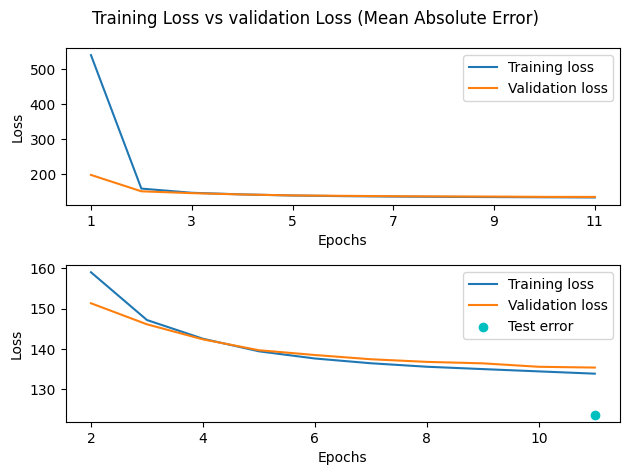 Training Loss vs validation Loss (Mean Absolute Error)
500
400
300
200
Loss
Training loss
Validation loss
1 3 5 7 9 11
Epochs
160
150
140
130
Loss
Training loss
Validation loss
Test error
2 4 6 8 10
Epochs